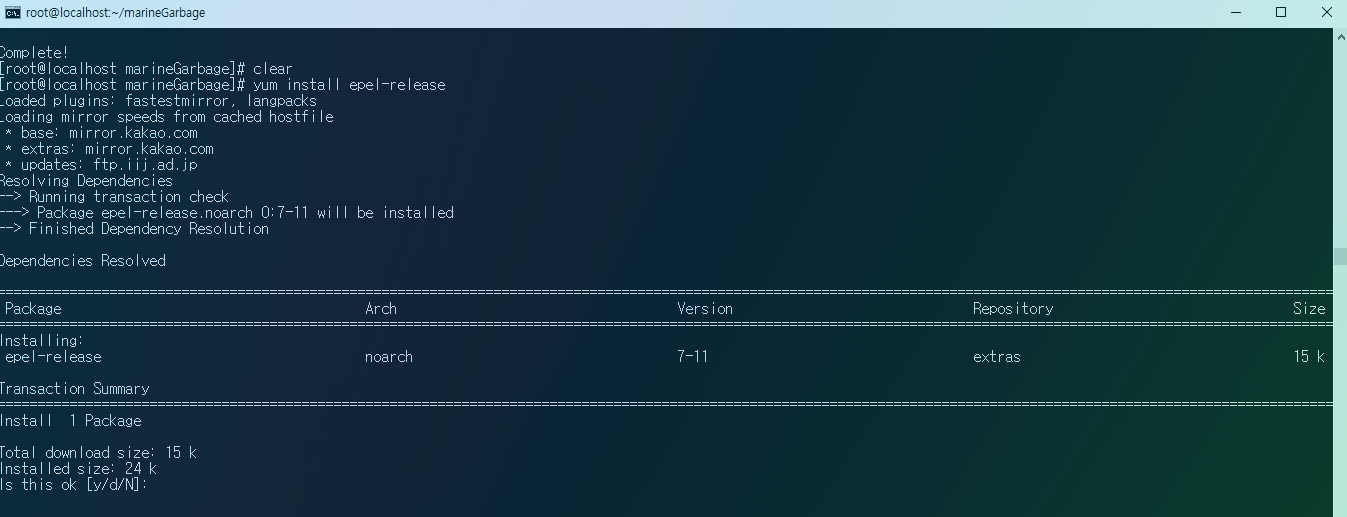 root@localhost:~/marineGarbage
Complete!
[root@localhost marineGarbage]# clear
[root@localhost marineGarbage]# yum install epel-release
Loaded plugins: fastestmirror, langpacks
Loading mirror speeds from cached hostfile
* base: mirror.kakao.com
* extras: mirror.kakao.com
* updates: ftp.iij.ad.jp
Resolving Dependencies
--> Running transaction check
---> Package epel-release.noarch 0:7-11 will be installed
--> Finished Dependency Resolution
Dependencies Resolved
Package Arch Version Repository Size
Installing:
epel-release noarch 7-11 extras 15 k
Transaction Summary
Install 1 Package
Total download size: 15 k
Installed size: 24 k
Is this ok [y/d/N]: